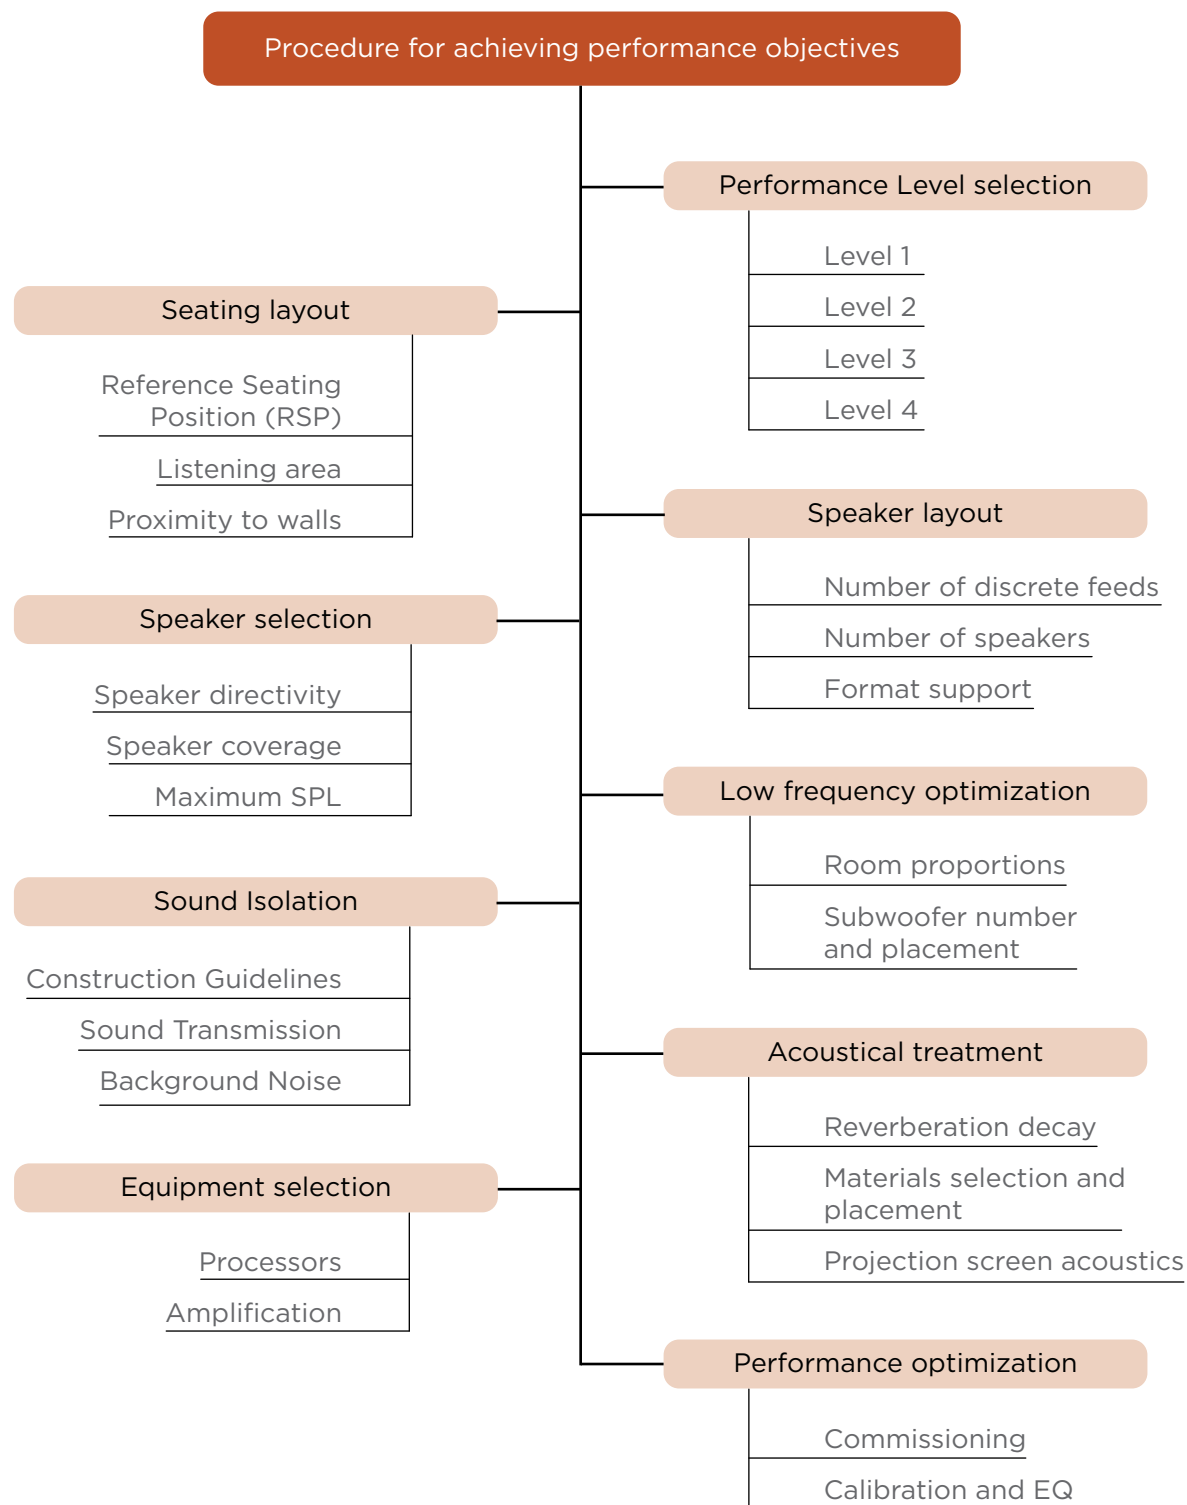 Procedure for achieving performance objectives
Performance Level selection
Level 1
Level 2
Level 3
Level 4
Seating layout
Reference Seating
Position (RSP)
Listening area
Proximity to walls
Speaker layout
Number of discrete feeds
Number of speakers
Format support
Speaker selection
Speaker directivity
Speaker coverage
Maximum SPL
Low frequency optimization
Room proportions
Subwoofer number
and placement
Sound Isolation
Construction Guidelines
Sound Transmission
Background Noise
Acoustical treatment
Reverberation decay
Materials selection and
placement
Projection screen acoustics
Equipment selection
Processors
Amplification
Performance optimization
Commissioning
Calibration and EQ